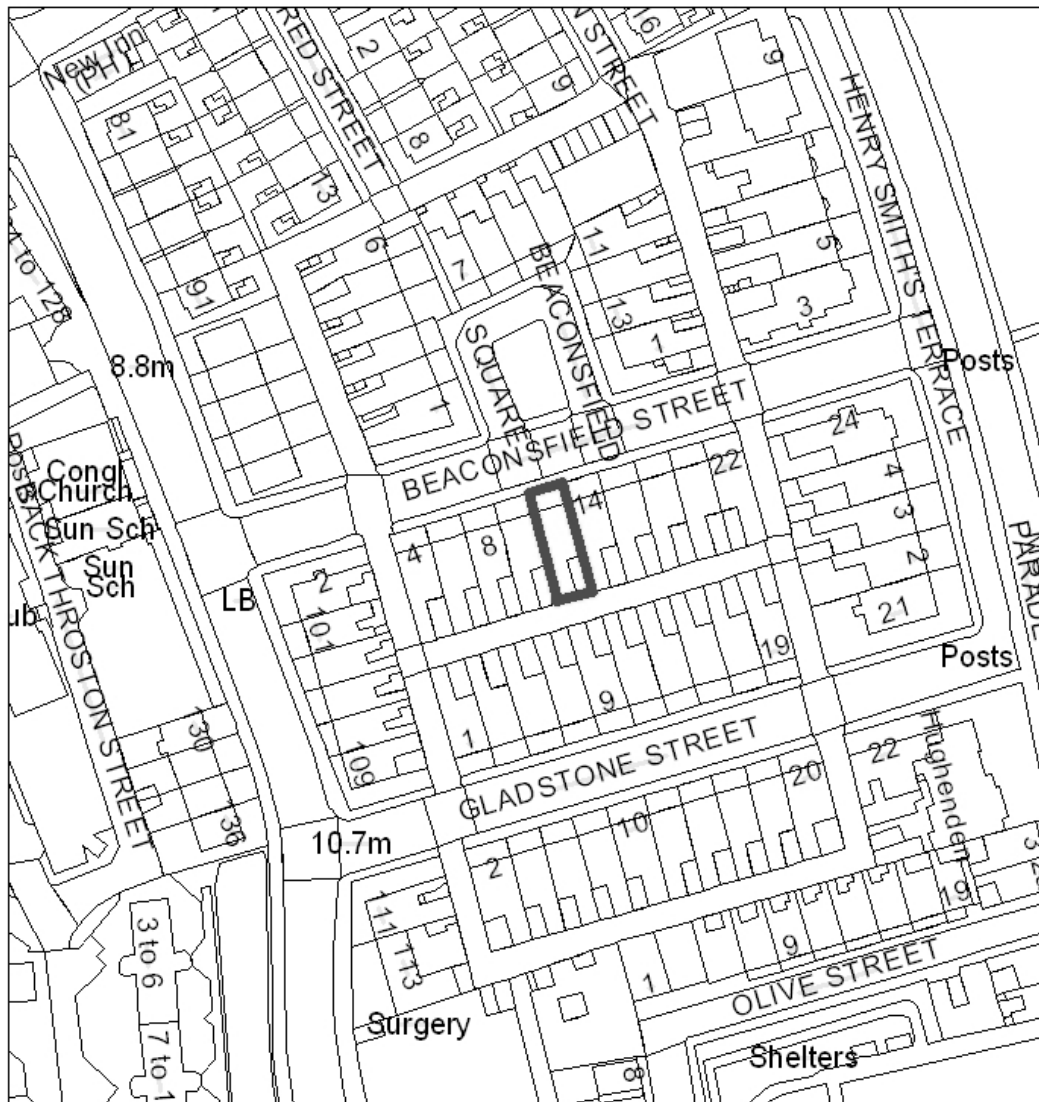 New Inn
(PH)
81
RED STREET
2
8
9
N STREET
16
9
HENRY SMITH'S TERRACE
13
91
6
7
BEACONSFIELD
SQUARE
11
13
1
5
3
to 128
8.8m
1
BEACONSFIELD STREET
Posts
Congl
Church
Sun Sch
Sun
Sch
BACK THROSTON STREET
LB
2
101
109
4
8
14
22
24
4
3
2
21
PARADE
Posts
1
9
19
GLADSTONE STREET
130
136
10.7m
2
10
20
22
Hughenden
111
113
Surgery
3 to 6
7 to 1
1
9
19
OLIVE STREET
Shelters
8